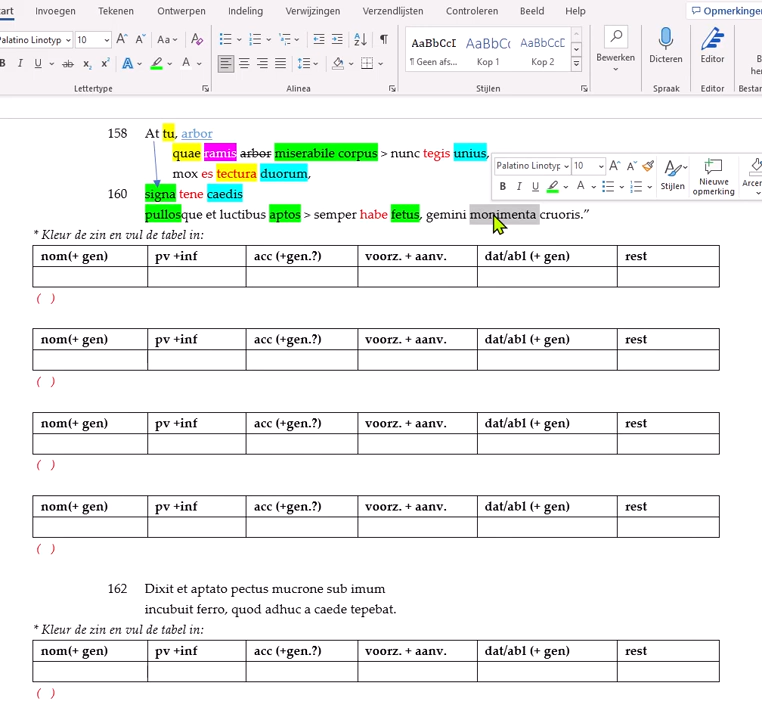 start Invoegen Tekenen Ontwerpen Indeling Verwijzingen Verzendlijsten Controleren Beeld Help Opmerkingen
Palatino Linotyp 10 A A Aa A ¶ AaBbCcI AaBbC( AaBbCcI
B I U ab x₂ x² A A ¶ Geen afs... Kop 1 Kop 2 Bewerken Dicteren Editor
Lettertype Alinea Stijlen Spraak Editor Bestar
158 At tu, arbor
quae ramis arbor miserabile corpus > nunc tegis unius,
Palatino Linotyp 10 A A
mox es tectura duorum,
B I U A Stijlen Nieuwe opmerking Arcer
160 signa tene caedis
pullosque et luctibus aptos > semper habe fetus, gemini monimenta cruoris.”
* Kleur de zin en vul de tabel in:
nom(+ gen) pv +inf acc (+gen.?) voorz. + aanv. dat/abl (+ gen) rest
( )
nom(+ gen) pv +inf acc (+gen.?) voorz. + aanv. dat/abl (+ gen) rest
( )
nom(+ gen) pv +inf acc (+gen.?) voorz. + aanv. dat/abl (+ gen) rest
( )
nom(+ gen) pv +inf acc (+gen.?) voorz. + aanv. dat/abl (+ gen) rest
( )
162 Dixit et aptato pectus mucrone sub imum
incubuit ferro, quod adhuc a caede tepebat.
* Kleur de zin en vul de tabel in:
nom(+ gen) pv +inf acc (+gen.?) voorz. + aanv. dat/abl (+ gen) rest
( )